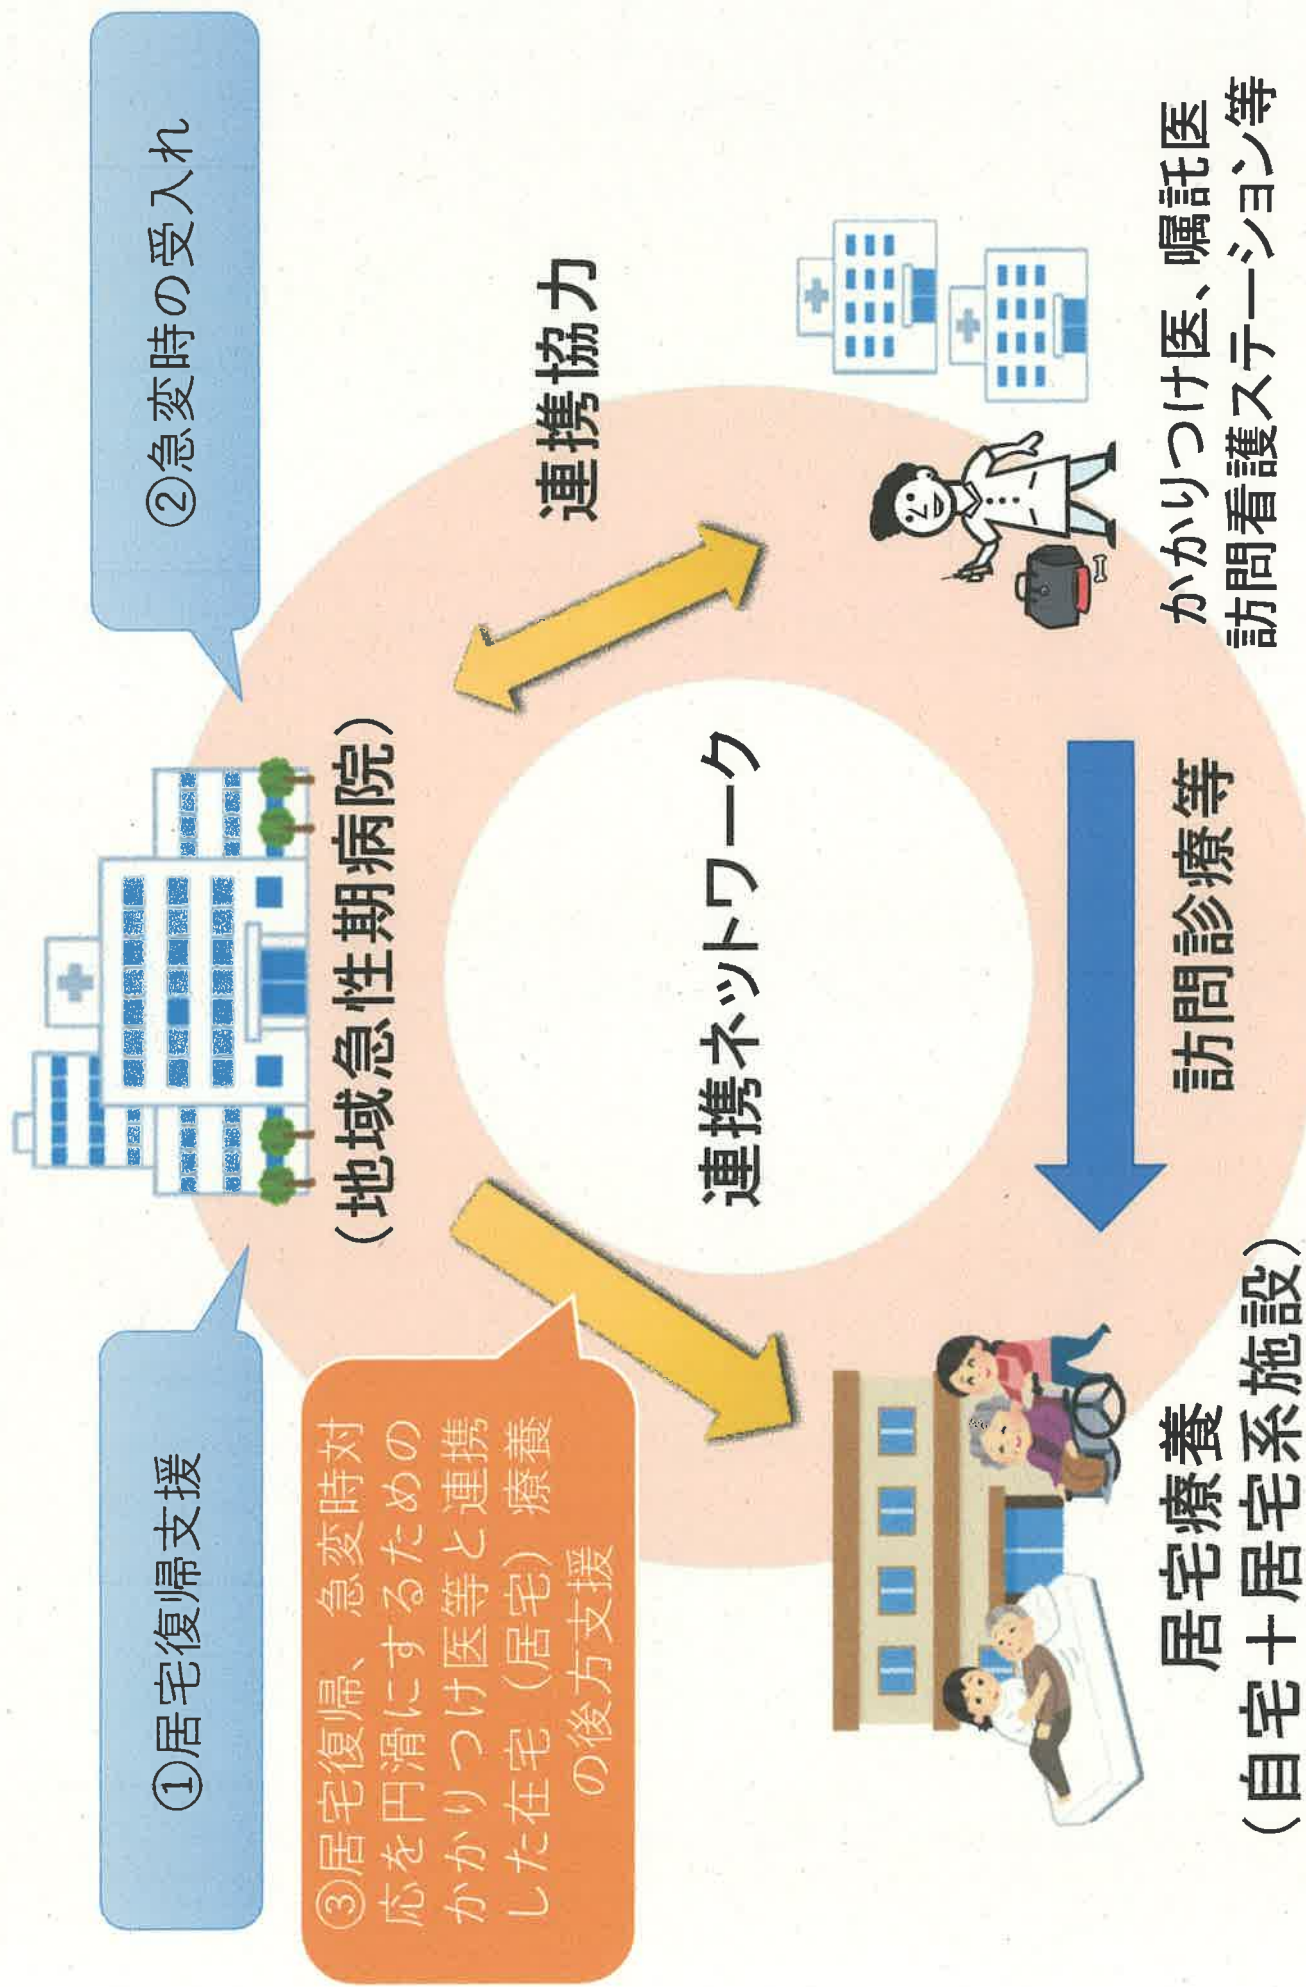 ①居宅復帰支援
②急変時の受入れ
(地域急性期病院)
③居宅復帰、急変時対
応を円滑にするための
かかりつけ医等と連携
した在宅（居宅）療養
の後方支援
連携協力
連携ネットワーク
居宅療養
(自宅＋居宅系施設)
訪問診療等
かかりつけ医、嘱託医
訪問看護ステーション等